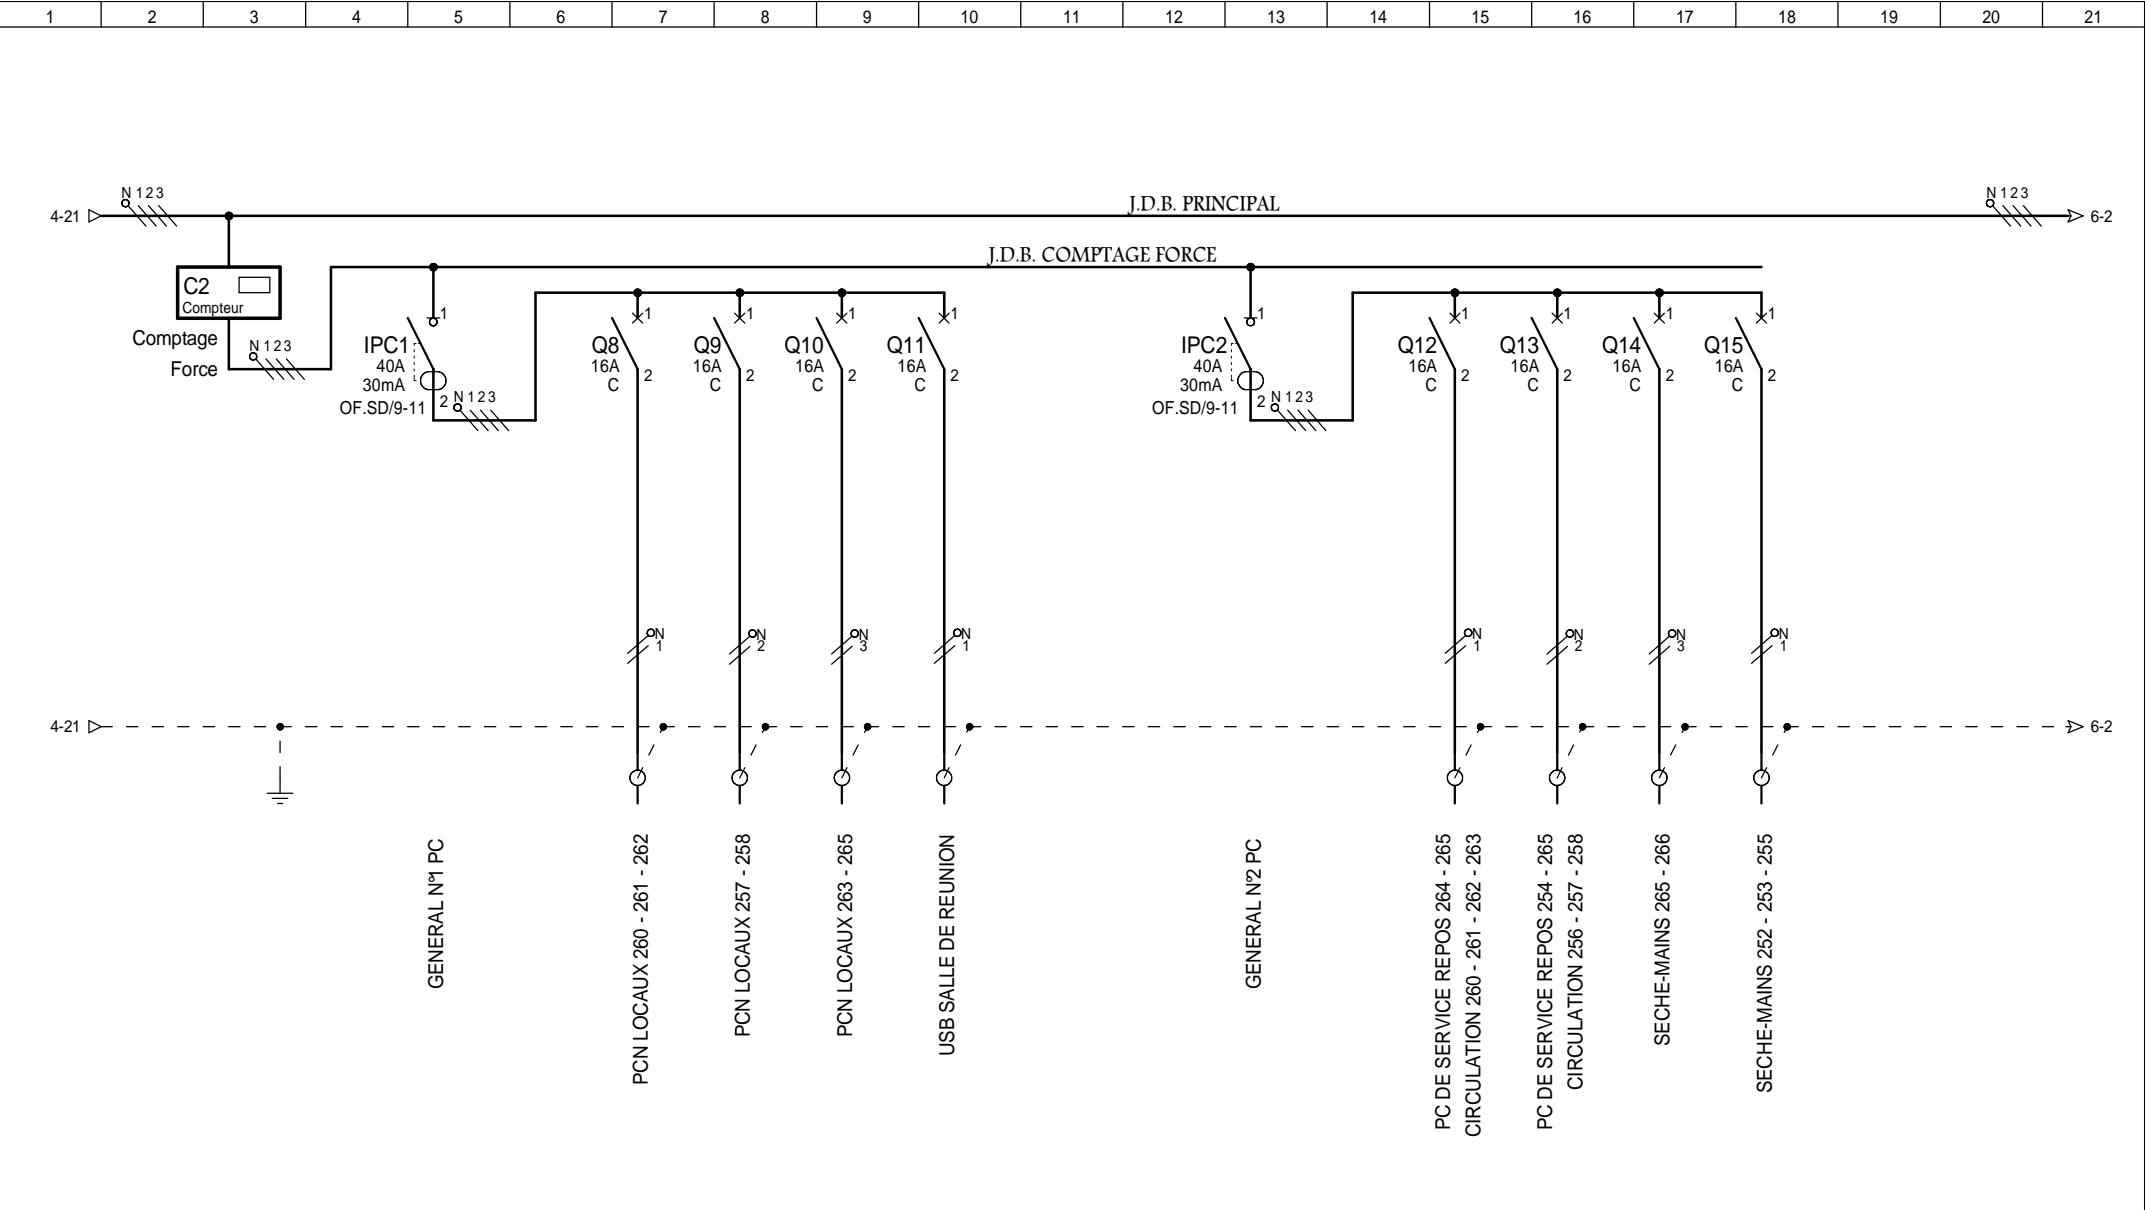 1 2 3 4 5 6 7 8 9 10 11 12 13 14 15 16 17 18 19 20 21
N 1 2 3
N 1 2 3
4-21
J.D.B. PRINCIPAL
6-2
J.D.B. COMPTAGE FORCE
C2
Compteur
Comptage
Force
N 1 2 3
1
IPC1
40A
30mA
OF.SD/9-11
2
N 1 2 3
1
Q8
16A
C
2
1
Q9
16A
C
2
1
Q10
16A
C
2
1
Q11
16A
C
2
1
IPC2
40A
30mA
OF.SD/9-11
2
N 1 2 3
1
Q12
16A
C
2
1
Q13
16A
C
2
1
Q14
16A
C
2
1
Q15
16A
C
2
N
1
N
2
N
3
N
1
N
1
N
2
N
3
N
1
4-21
6-2
GENERAL N°1 PC
PCN LOCAUX 260 - 261 - 262
PCN LOCAUX 257 - 258
PCN LOCAUX 263 - 265
USB SALLE DE REUNION
GENERAL N°2 PC
PC DE SERVICE REPOS 264 - 265
CIRCULATION 260 - 261 - 262 - 263
PC DE SERVICE REPOS 254 - 265
CIRCULATION 256 - 257 - 258
SECHE-MAINS 265 - 266
SECHE-MAINS 252 - 253 - 255